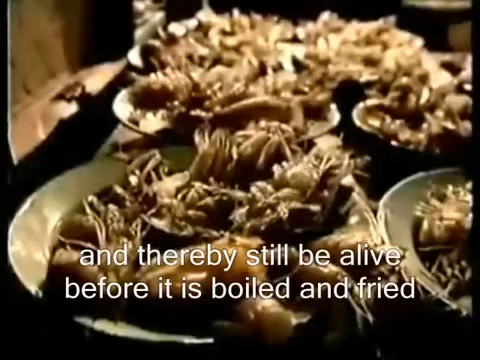 and thereby still be alive
before it is boiled and fried